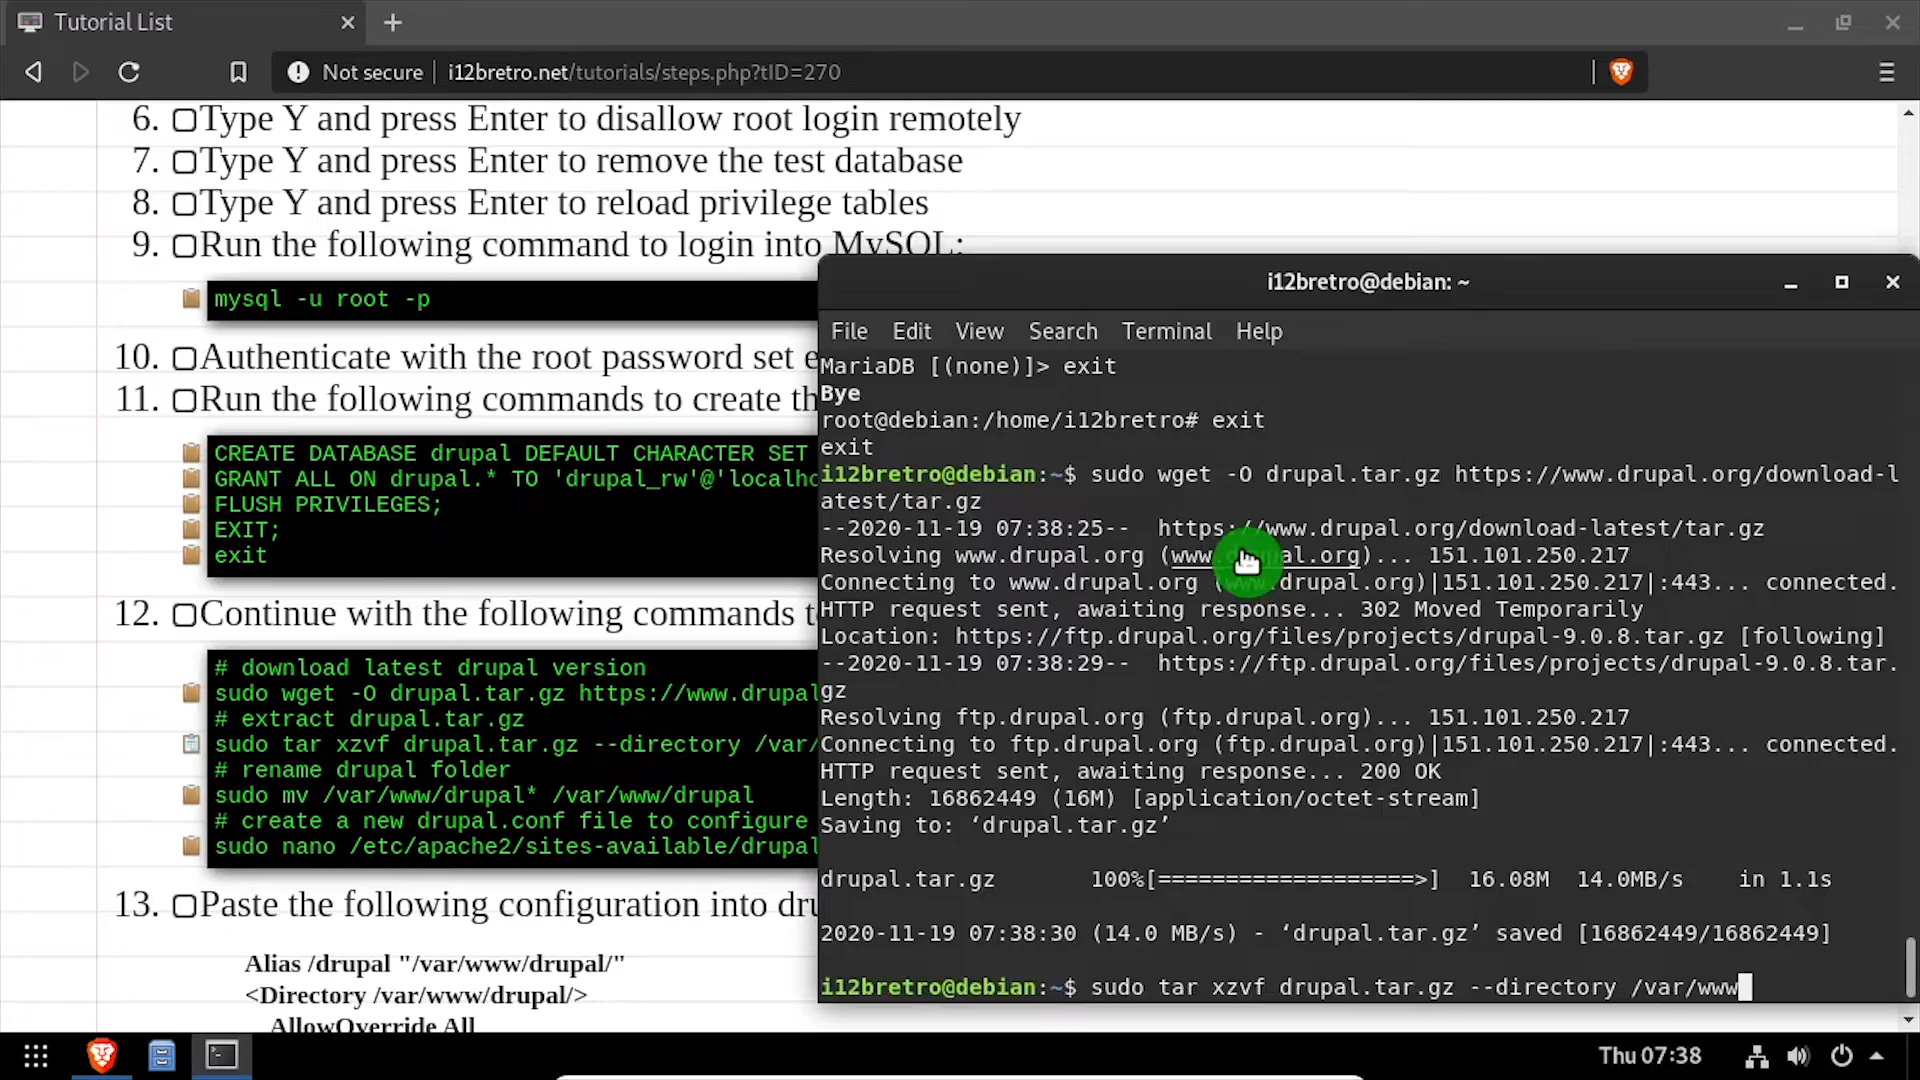 Tutorial List
Not secure
i12bretro.net/tutorials/steps.php?tID=270
6. Type Y and press Enter to disallow root login remotely
7. Type Y and press Enter to remove the test database
8. Type Y and press Enter to reload privilege tables
9. Run the following command to login into MySQL:
mysql -u root -p
10. Authenticate with the root password set e
11. Run the following commands to create th
CREATE DATABASE drupal DEFAULT CHARACTER SET
GRANT ALL ON drupal.* TO 'drupal_rw'@'localho
FLUSH PRIVILEGES;
EXIT;
exit
12. Continue with the following commands t
# download latest drupal version
sudo wget -O drupal.tar.gz https://www.drupal
# extract drupal.tar.gz
sudo tar xzvf drupal.tar.gz --directory /var/
# rename drupal folder
sudo mv /var/www/drupal* /var/www/drupal
# create a new drupal.conf file to configure
sudo nano /etc/apache2/sites-available/drupal
13. Paste the following configuration into dru
Alias /drupal "/var/www/drupal/"
<Directory /var/www/drupal/>
AllowOverride All
i12bretro@debian: ~
File Edit View Search Terminal Help
MariaDB [(none)]> exit
Bye
root@debian:/home/i12bretro# exit
exit
i12bretro@debian:~$ sudo wget -O drupal.tar.gz https://www.drupal.org/download-l
atest/tar.gz
--2020-11-19 07:38:25--  https://www.drupal.org/download-latest/tar.gz
Resolving www.drupal.org (www.drupal.org)... 151.101.250.217
Connecting to www.drupal.org (www.drupal.org)|151.101.250.217|:443... connected.
HTTP request sent, awaiting response... 302 Moved Temporarily
Location: https://ftp.drupal.org/files/projects/drupal-9.0.8.tar.gz [following]
--2020-11-19 07:38:29--  https://ftp.drupal.org/files/projects/drupal-9.0.8.tar.
gz
Resolving ftp.drupal.org (ftp.drupal.org)... 151.101.250.217
Connecting to ftp.drupal.org (ftp.drupal.org)|151.101.250.217|:443... connected.
HTTP request sent, awaiting response... 200 OK
Length: 16862449 (16M) [application/octet-stream]
Saving to: ‘drupal.tar.gz’
drupal.tar.gz 100%[===================>] 16.08M 14.0MB/s in 1.1s
2020-11-19 07:38:30 (14.0 MB/s) - ‘drupal.tar.gz’ saved [16862449/16862449]
i12bretro@debian:~$ sudo tar xzvf drupal.tar.gz --directory /var/www
Thu 07:38